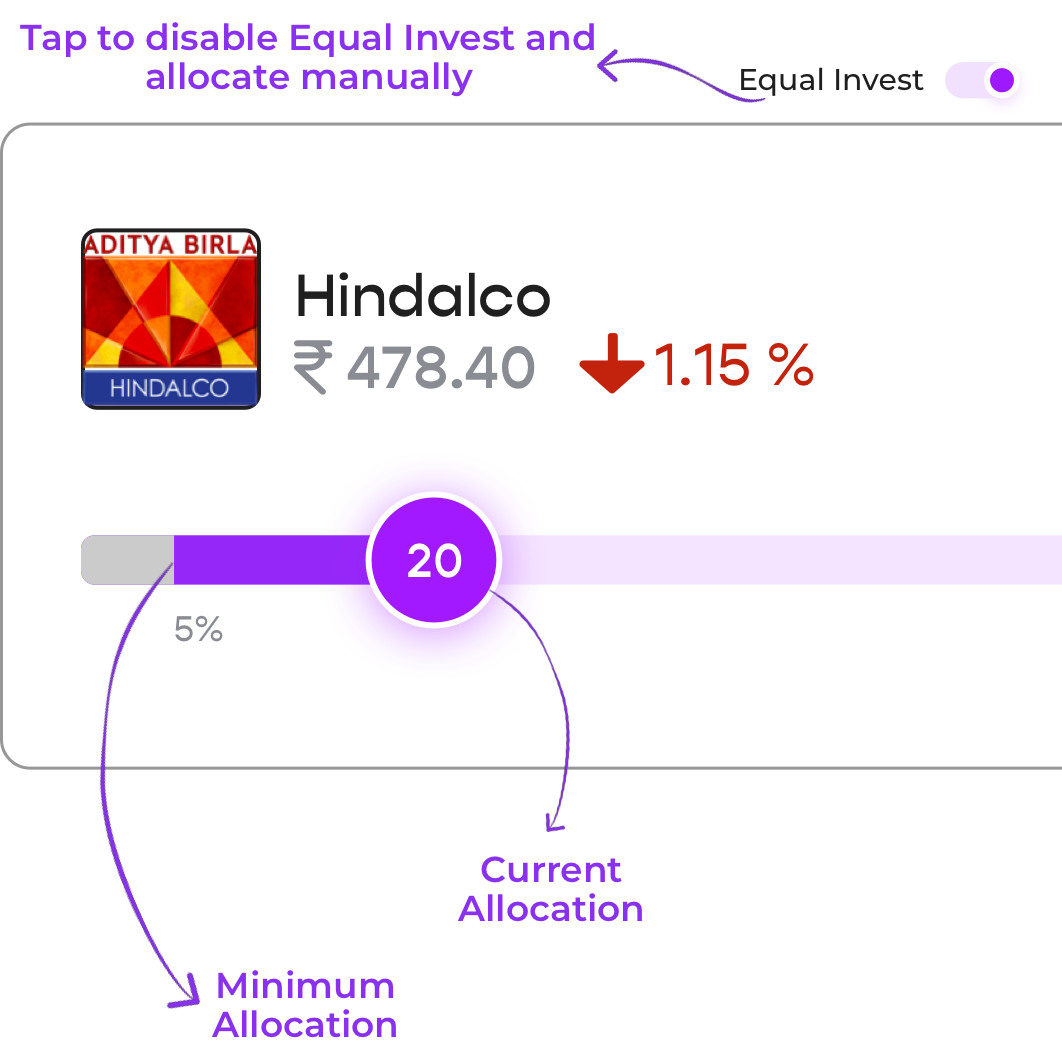 Tap to disable Equal Invest and
allocate manually
Equal Invest
ADITYA BIRLA
HINDALCO
Hindalco
₹ 478.40 1.15 %
20
5%
Current
Allocation
Minimum
Allocation